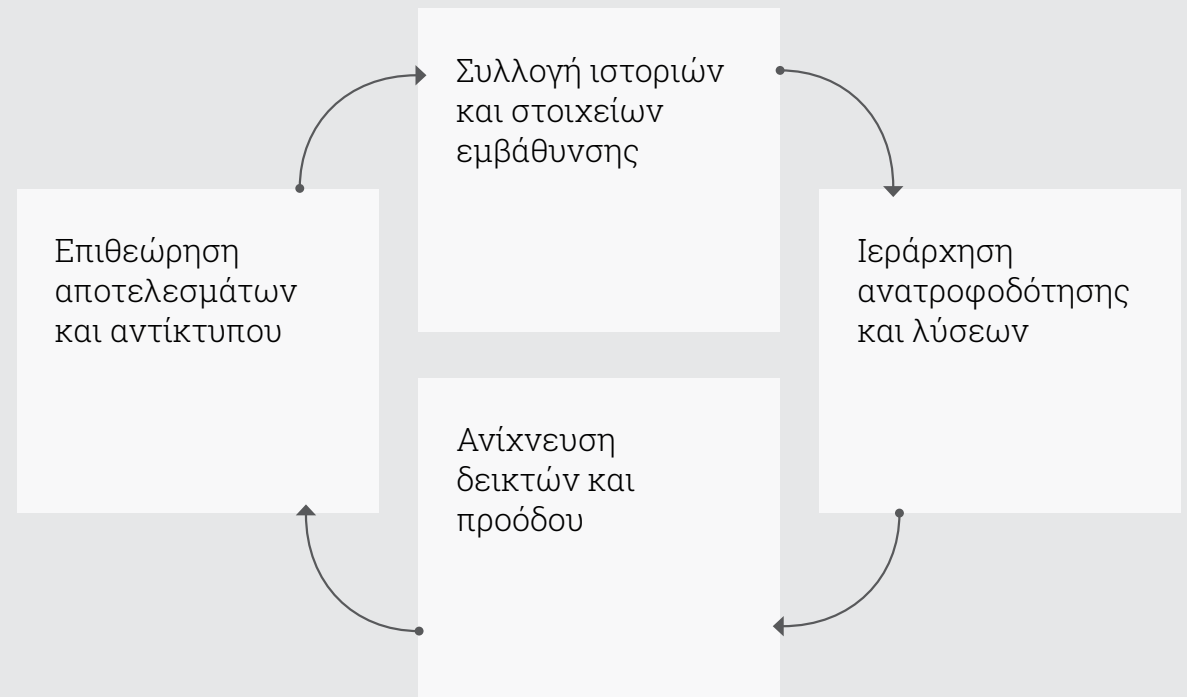 Συλλογή ιστοριών
και στοιχείων
εμβάθυνσης
Επιθεώρηση
αποτελεσμάτων
και αντίκτυπου
Ιεράρχηση
ανατροφοδότησης
και λύσεων
Ανίχνευση
δεικτών και
προόδου